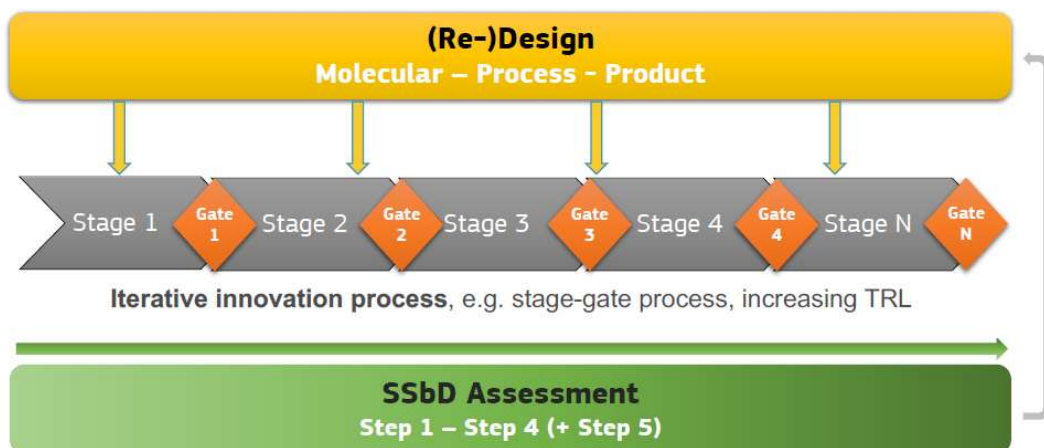 (Re-)Design
Molecular – Process - Product
Stage 1
Gate
1
Stage 2
Gate
2
Stage 3
Gate
3
Stage 4
Gate
4
Stage N
Gate
N
Iterative innovation process, e.g. stage-gate process, increasing TRL
SSbD Assessment
Step 1 – Step 4 (+ Step 5)